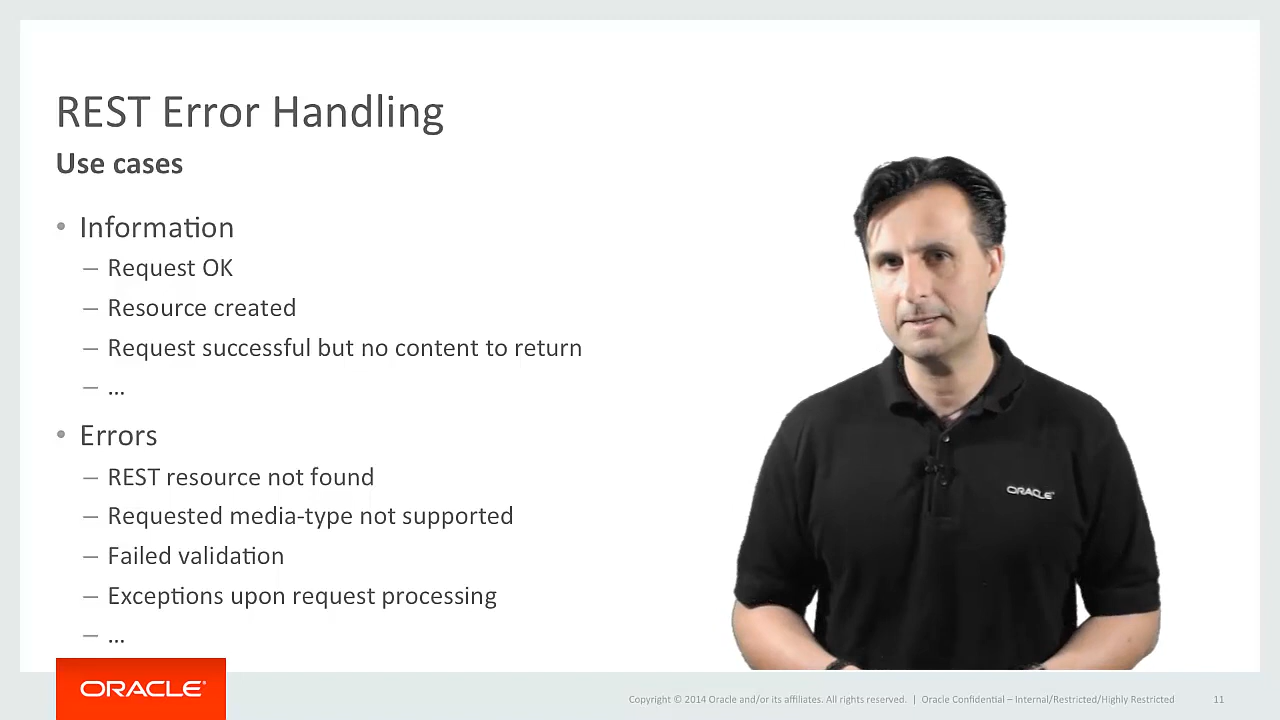 REST Error Handling
Use cases
• Information
– Request OK
– Resource created
– Request successful but no content to return
– ...
• Errors
– REST resource not found
– Requested media-type not supported
– Failed validation
– Exceptions upon request processing
– ...
ORACLE
ORACLE
Copyright © 2014 Oracle and/or its affiliates. All rights reserved. | Oracle Confidential – Internal/Restricted/Highly Restricted 11